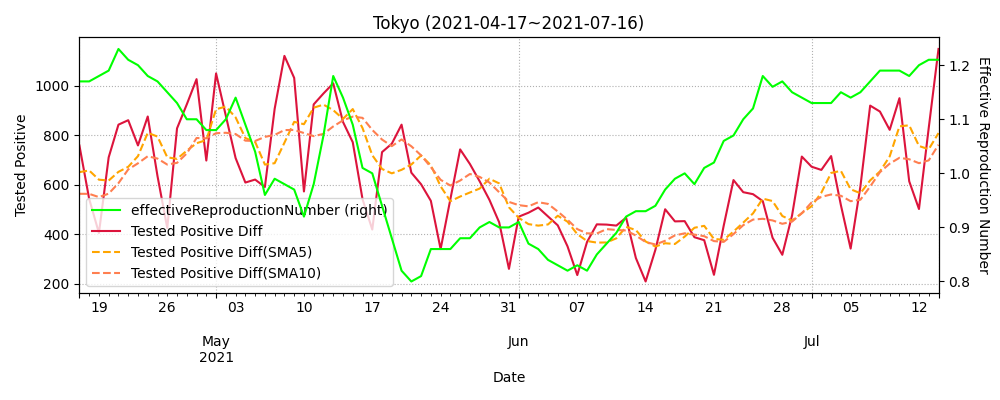 Tokyo (2021-04-17~2021-07-16)
Tested Positive
1000
800
600
400
200
1.2
1.1
1.0
0.9
0.8
Effective Reproduction Number
effectiveReproductionNumber (right)
Tested Positive Diff
Tested Positive Diff(SMA5)
Tested Positive Diff(SMA10)
19 26 03 10 17 24 31 07 14 21 28 05 12
May Jun Jul
2021
Date